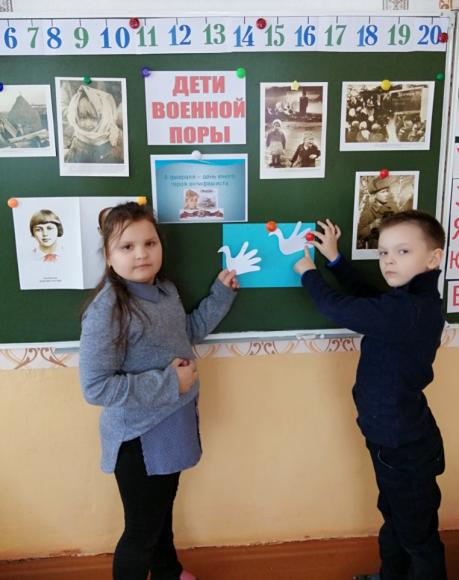 6 7 8 9 10 11 12 13 14 15 16 17 18 19 20
ДЕТИ
ВОЕННОЙ
ПОРЫ
8 февраля – день юного
героя антифашиста